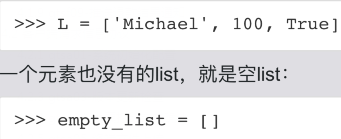 >>> L = ['Michael', 100, True]
一个元素也没有的list，就是空list：
>>> empty_list = []